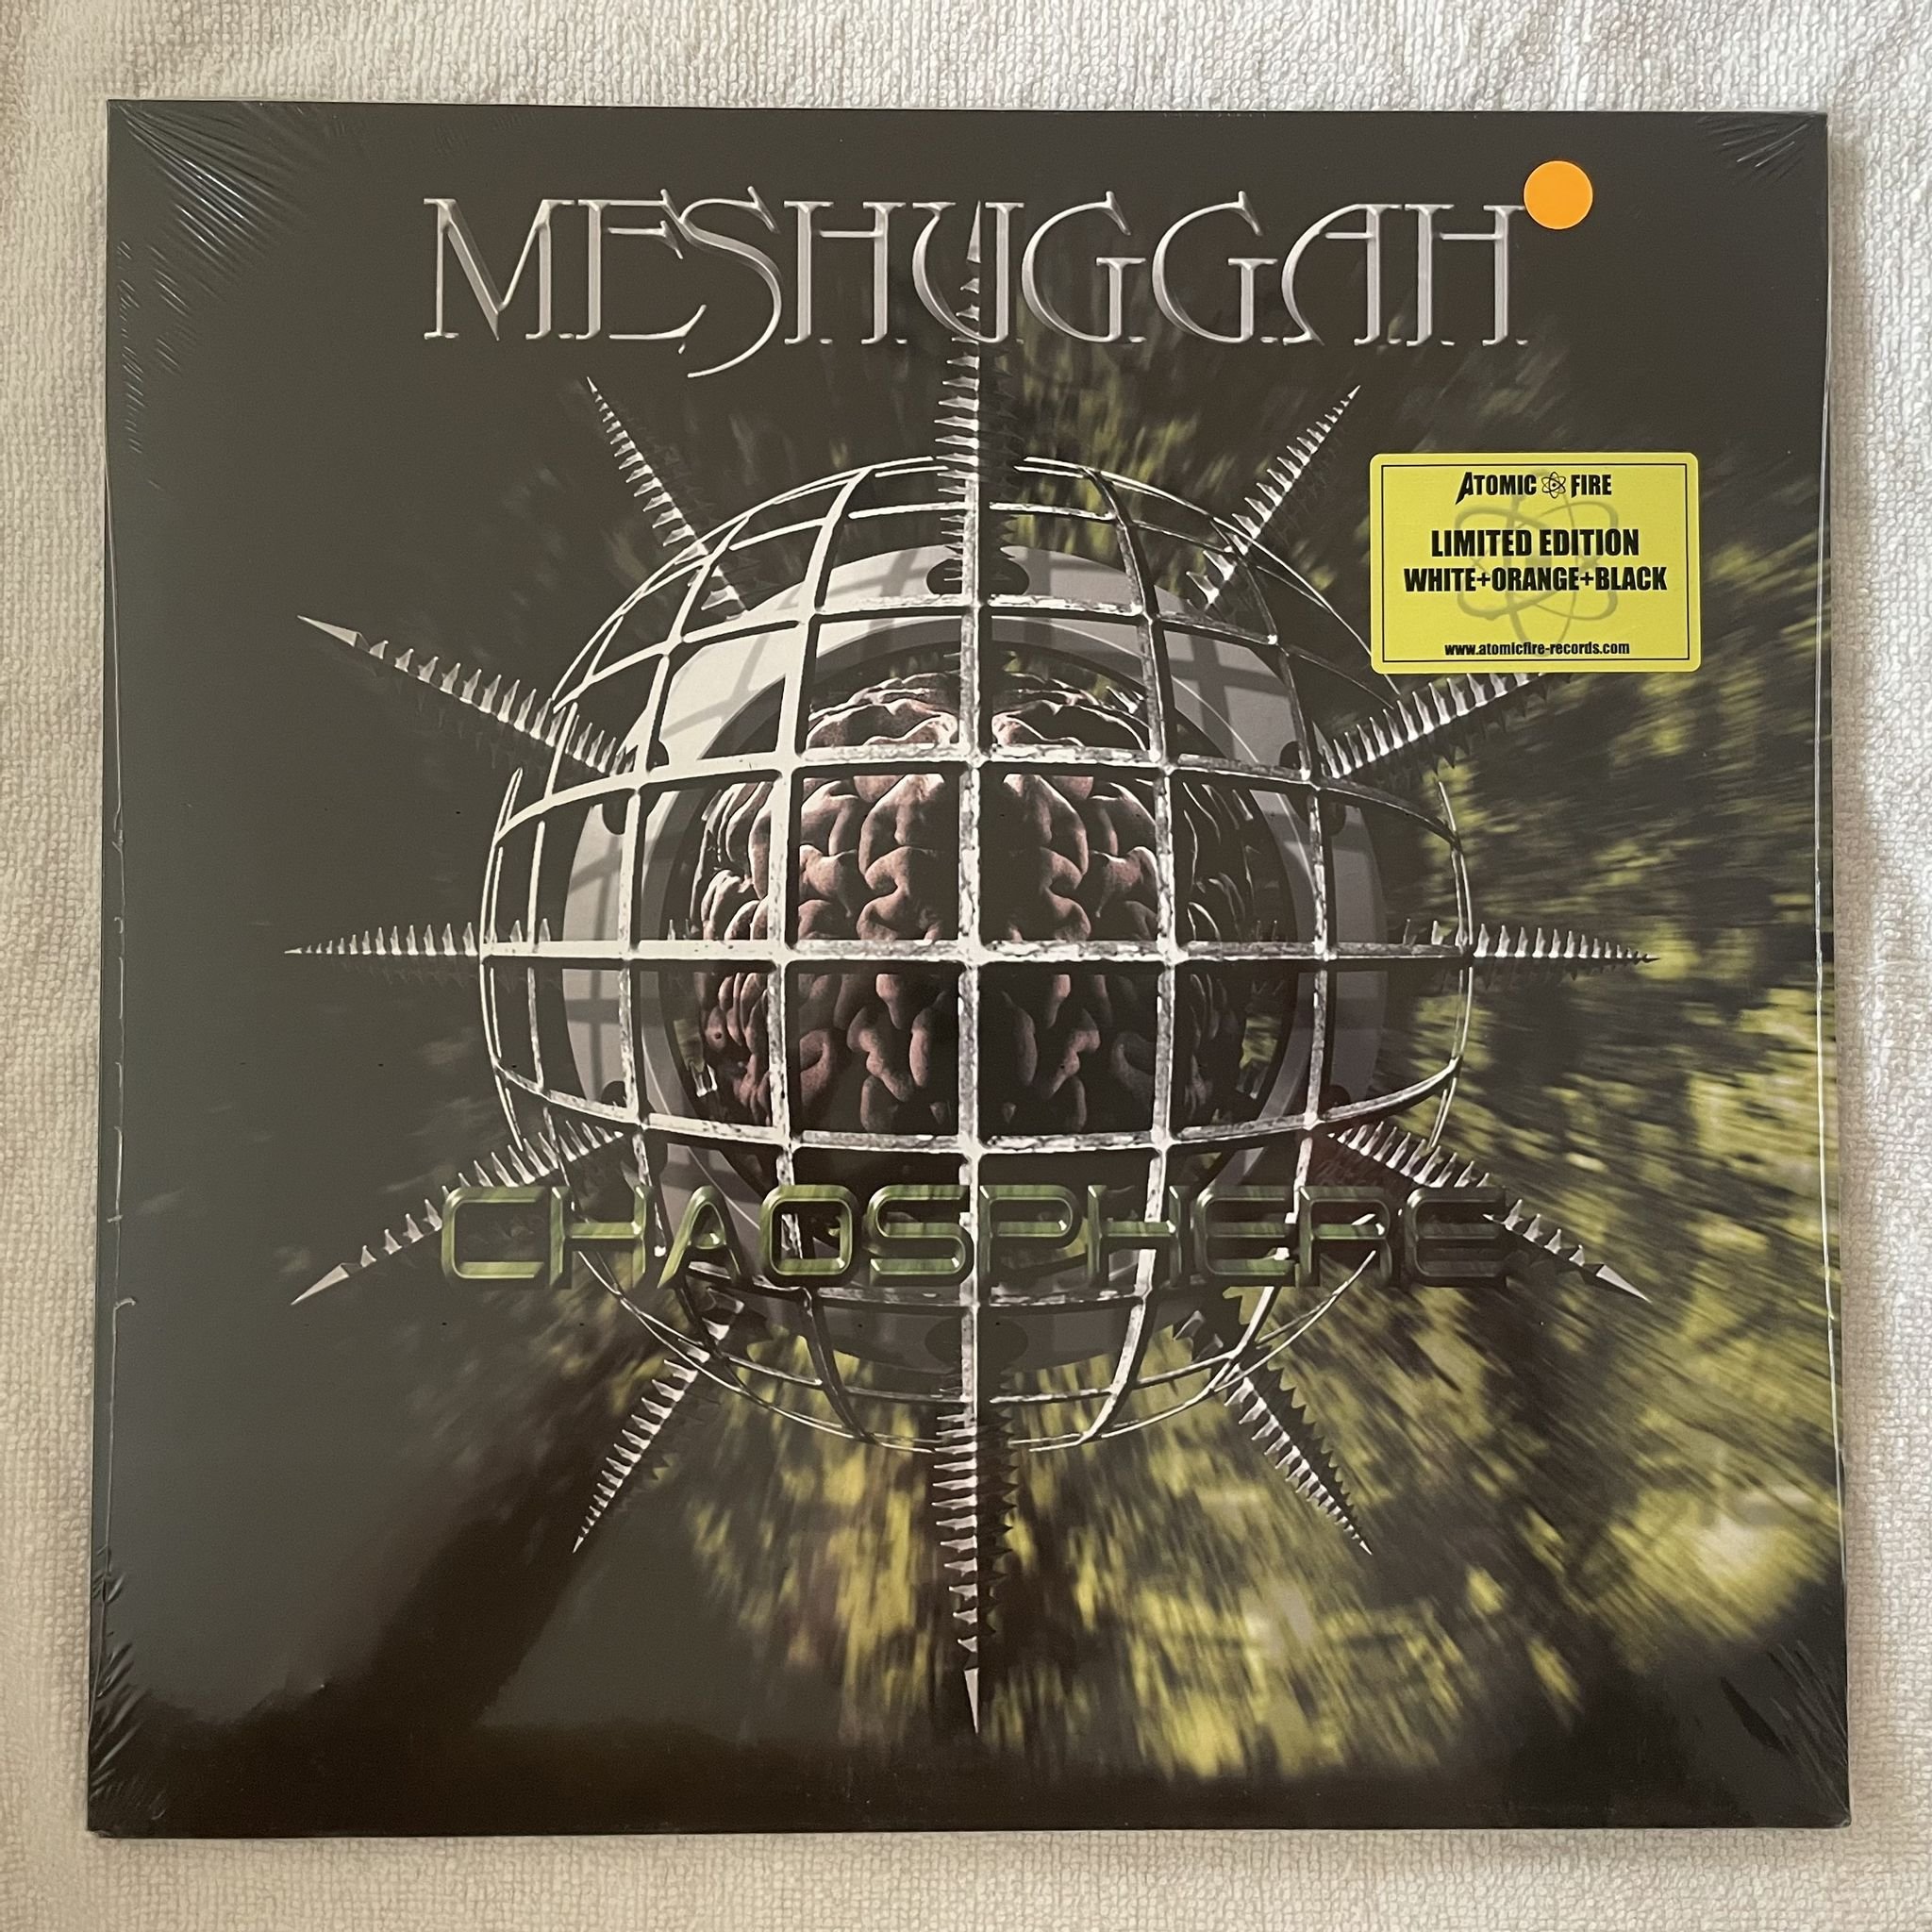 MESHUGGAH
ATOMIC FIRE
LIMITED EDITION
WHITE+ORANGE+BLACK
www.atomicfire-records.com
CHAOSPHERE